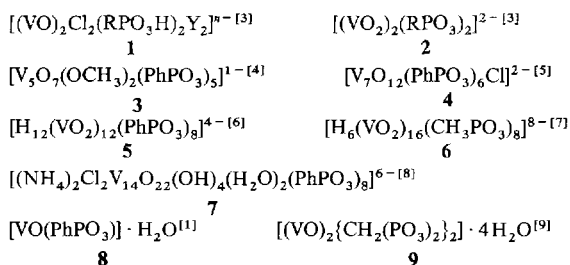 [(VO)₂Cl₂(RPO₃H)₂Y₂]ⁿ⁻[3] [(VO₂)₂(RPO₃)₂]²⁻[3]
1 2
[V₅O₇(OCH₃)₂(PhPO₃)₅]¹⁻[4] [V₇O₁₂(PhPO₃)₆Cl]²⁻[5]
3 4
[H₁₂(VO₂)₁₂(PhPO₃)₈]⁴⁻[6] [H₆(VO₂)₁₆(CH₃PO₃)₈]⁸⁻[7]
5 6
[(NH₄)₂Cl₂V₁₄O₂₂(OH)₄(H₂O)₂(PhPO₃)₈]⁶⁻[8]
7
[VO(PhPO₃)] · H₂O[1] [(VO)₂{CH₂(PO₃)₂}₂] · 4H₂O[9]
8 9